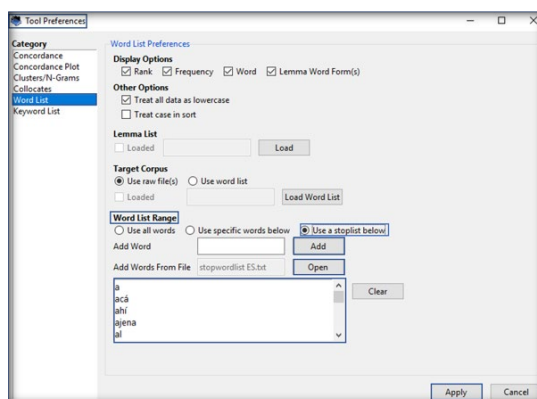 Tool Preferences
Category
Concordance
Concordance Plot
Clusters/N-Grams
Collocates
Word List
Keyword List
Word List Preferences
Display Options
Rank Frequency Word Lemma Word Form(s)
Other Options
Treat all data as lowercase
Treat case in sort
Lemma List
Loaded Load
Target Corpus
Use raw file(s) Use word list
Loaded Load Word List
Word List Range
Use all words Use specific words below Use a stoplist below
Add Word Add
Add Words From File stopwordlist ES.txt Open
a
acá
ahí
ajena
al
Clear
Apply Cancel